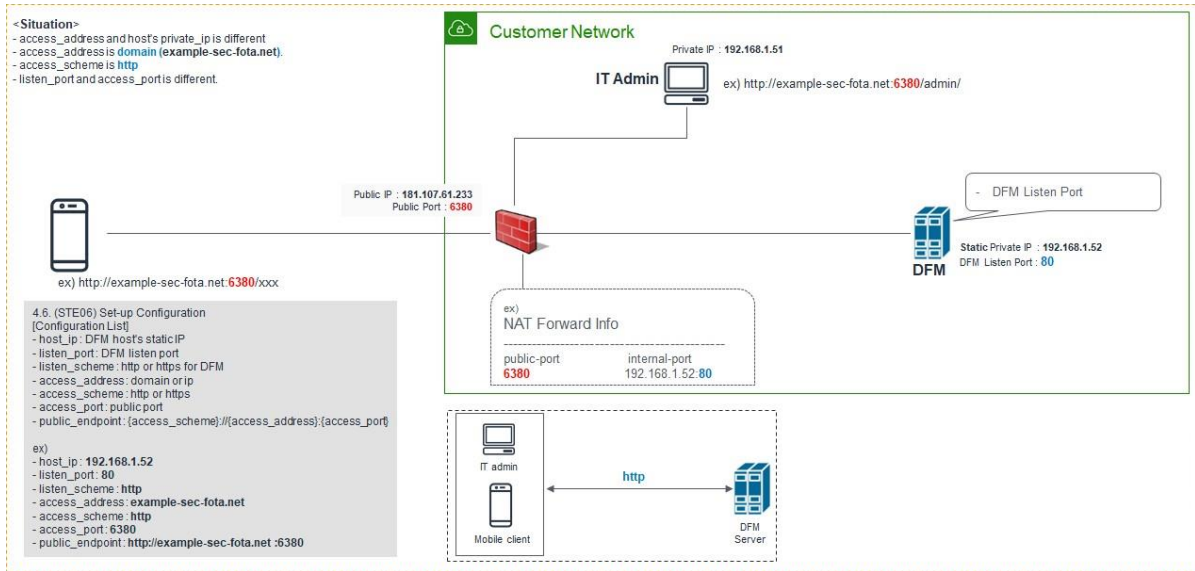 <Situation>
- access_address and host's private_ip is different
- access_address is domain (example-sec-fota.net).
- access_scheme is http
- listen_port and access_port is different.
Customer Network
Private IP : 192.168.1.51
IT Admin
ex) http://example-sec-fota.net:6380/admin/
Public IP : 181.107.61.233
Public Port : 6380
- DFM Listen Port
Static Private IP : 192.168.1.52
DFM Listen Port : 80
DFM
ex) http://example-sec-fota.net:6380/xxx
ex)
NAT Forward Info
public-port internal-port
6380 192.168.1.52:80
4.6. (STE06) Set-up Configuration
[Configuration List]
- host_ip : DFM host's static IP
- listen_port : DFM listen port
- listen_scheme : http or https for DFM
- access_address : domain or ip
- access_scheme : http or https
- access_port : public port
- public_endpoint : {access_scheme}://{access_address}:{access_port}
ex)
- host_ip : 192.168.1.52
- listen_port : 80
- listen_scheme : http
- access_address : example-sec-fota.net
- access_scheme : http
- access_port : 6380
- public_endpoint : http://example-sec-fota.net :6380
IT admin
http
Mobile client
DFM
Server